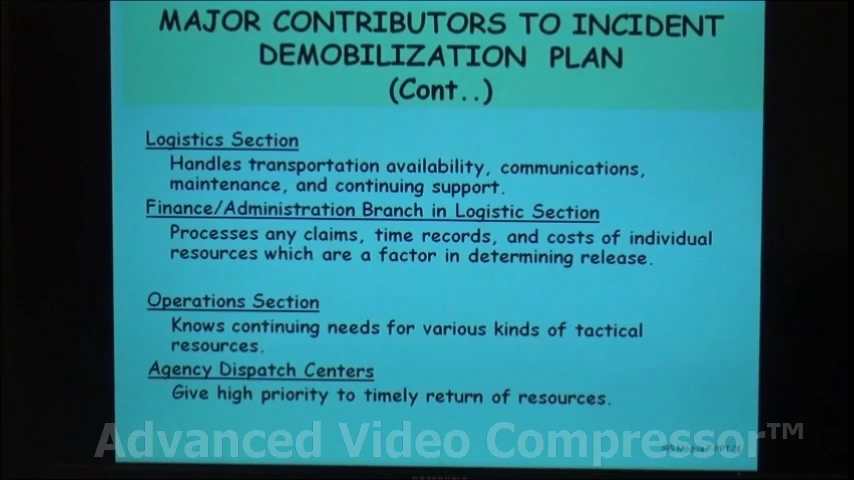 MAJOR CONTRIBUTORS TO INCIDENT
DEMOBILIZATION PLAN
(Cont..)
Logistics Section
Handles transportation availability, communications,
maintenance, and continuing support.
Finance/Administration Branch in Logistic Section
Processes any claims, time records, and costs of individual
resources which are a factor in determining release.
Operations Section
Knows continuing needs for various kinds of tactical
resources.
Agency Dispatch Centers
Give high priority to timely return of resources.
Advanced Video Compressor™